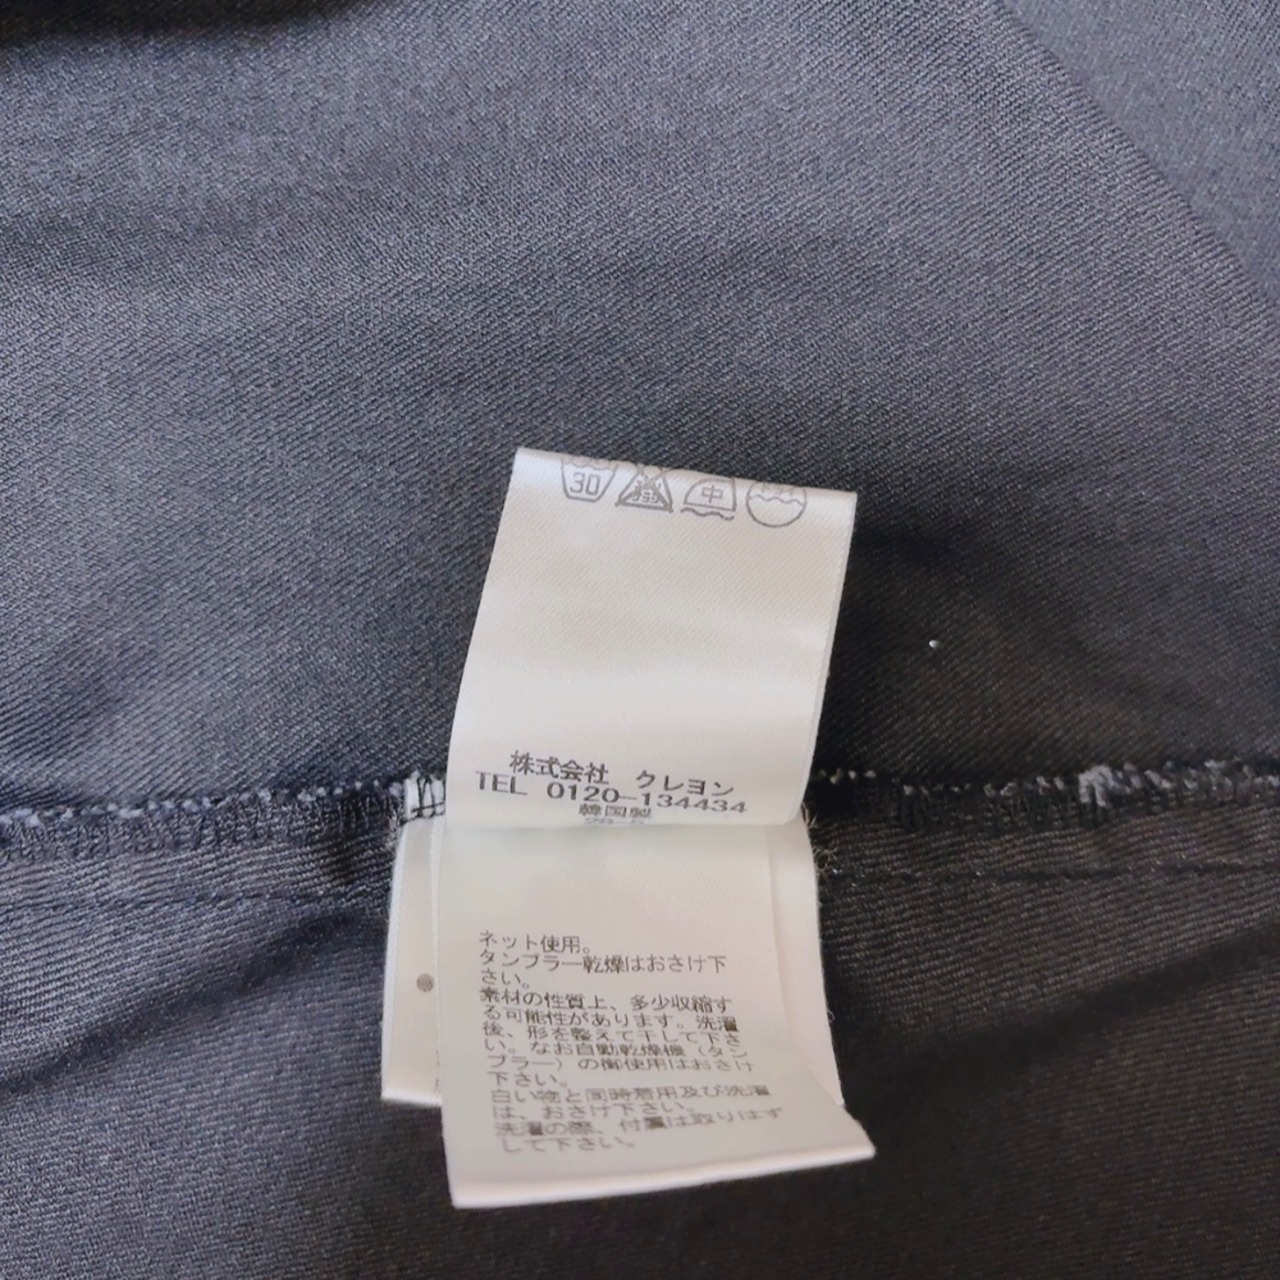 30
中
株式会社 クレヨン
TEL 0120-134434
韓国製
ネット使用。
タンブラー乾燥はおさけ下
さい。
素材の性質上、多少収縮す
る可能性があります。洗濯
後、形を整えて干して下さ
い。なお自動乾燥機（タン
ブラー）の御使用はおさけ
下さい。
白い物と同時着用及び洗濯
は、おさけ下さい。
洗濯の際、付属は取りはず
して下さい。